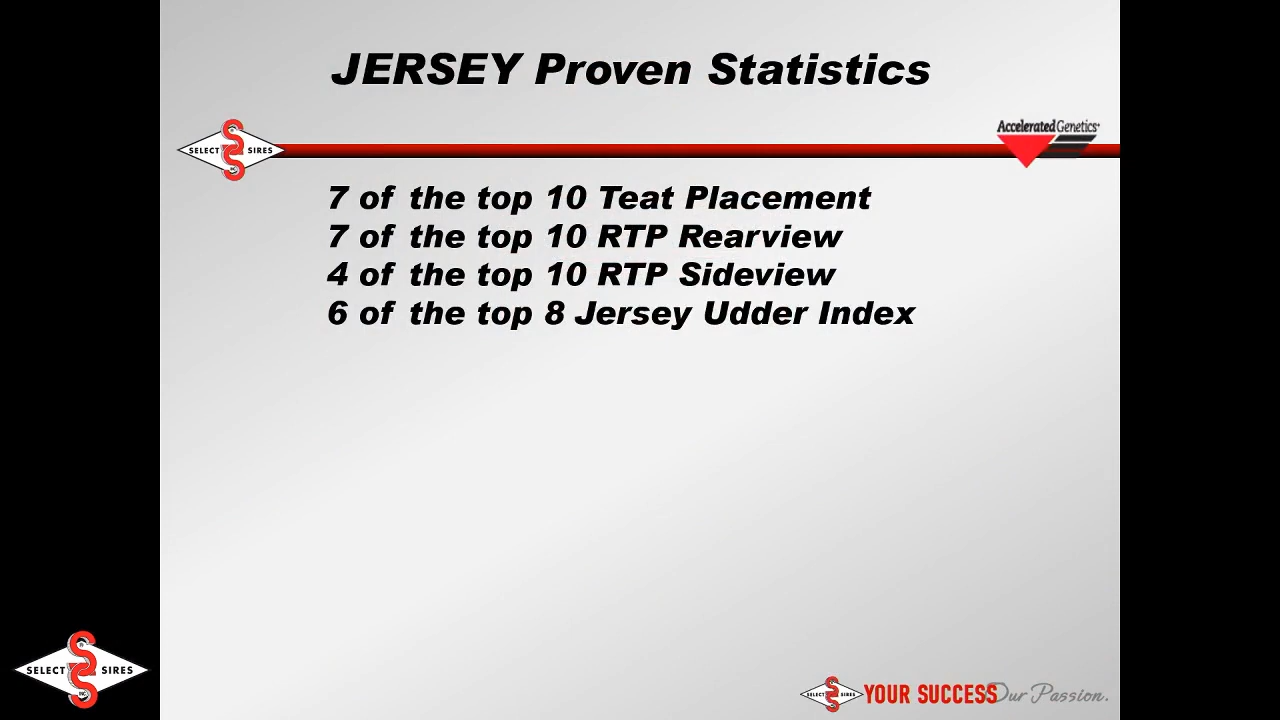 JERSEY Proven Statistics
SELECT SIRES
Accelerated Genetics
7 of the top 10 Teat Placement
7 of the top 10 RTP Rearview
4 of the top 10 RTP Sideview
6 of the top 8 Jersey Udder Index
SELECT SIRES
SELECT SIRES
YOUR SUCCESS Our Passion.